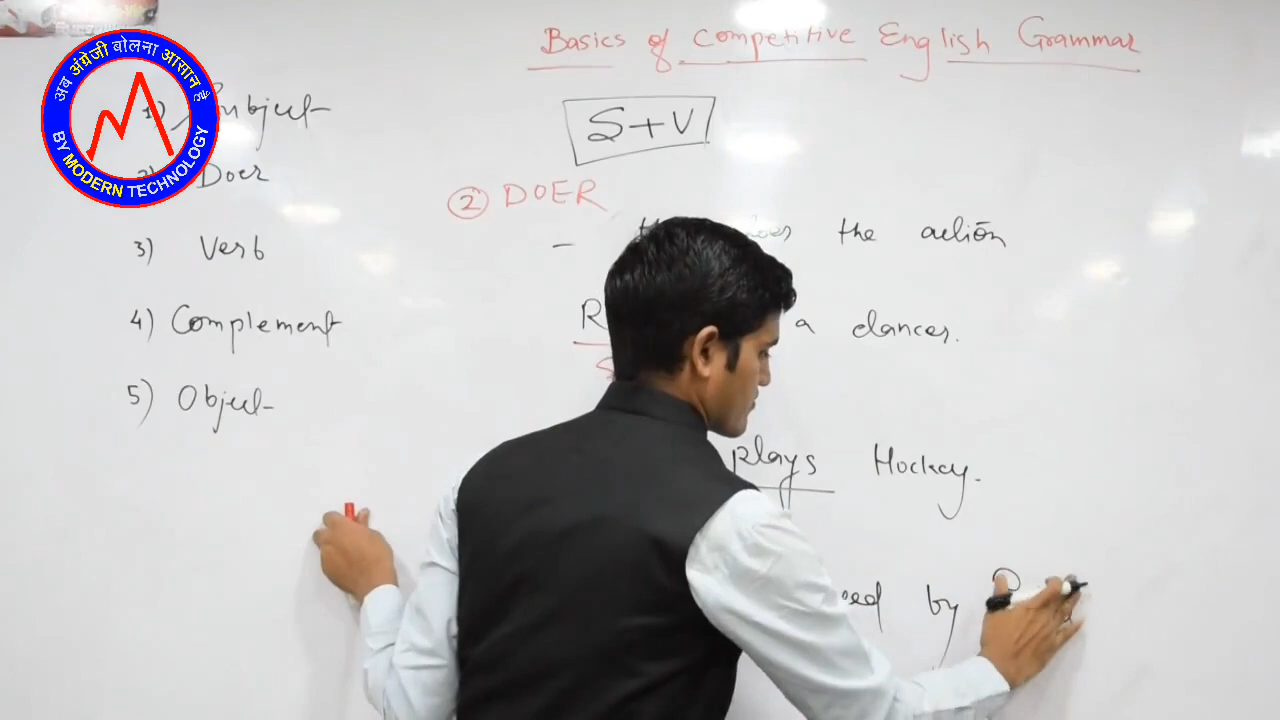 Basics of Competitive English Grammar
अब अंग्रेजी बोलना आसान है
BY MODERN TECHNOLOGY
1) Subject
2) Doer
3) Verb
4) Complement
5) Object
S+V
② DOER
– the action
a dancer.
plays Hockey.
by